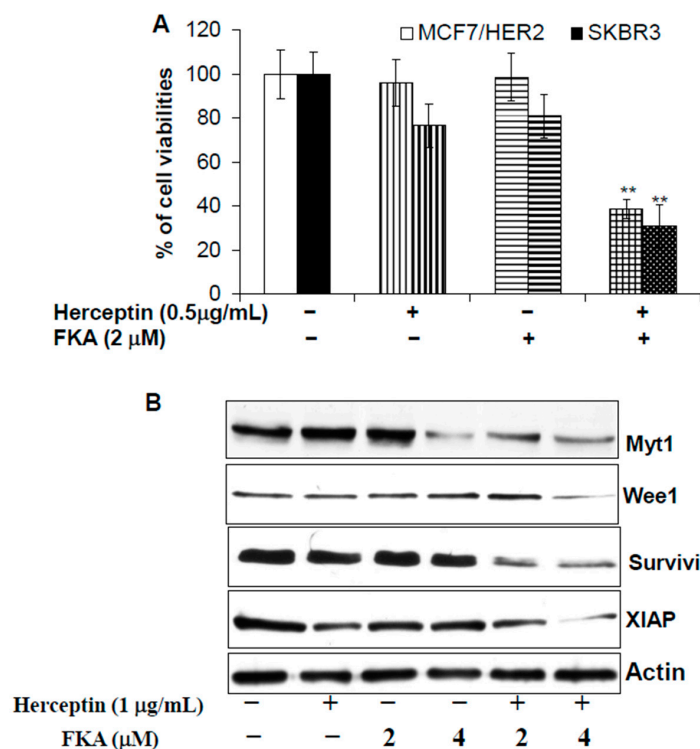 A
MCF7/HER2 SKBR3
% of cell viabilities
120
100
80
60
40
20
0
** **
Herceptin (0.5µg/mL) – + – +
FKA (2 µM) – – + +
B
Myt1
Wee1
Survivi
XIAP
Actin
Herceptin (1 µg/mL) – + – – + +
FKA (µM) – – 2 4 2 4